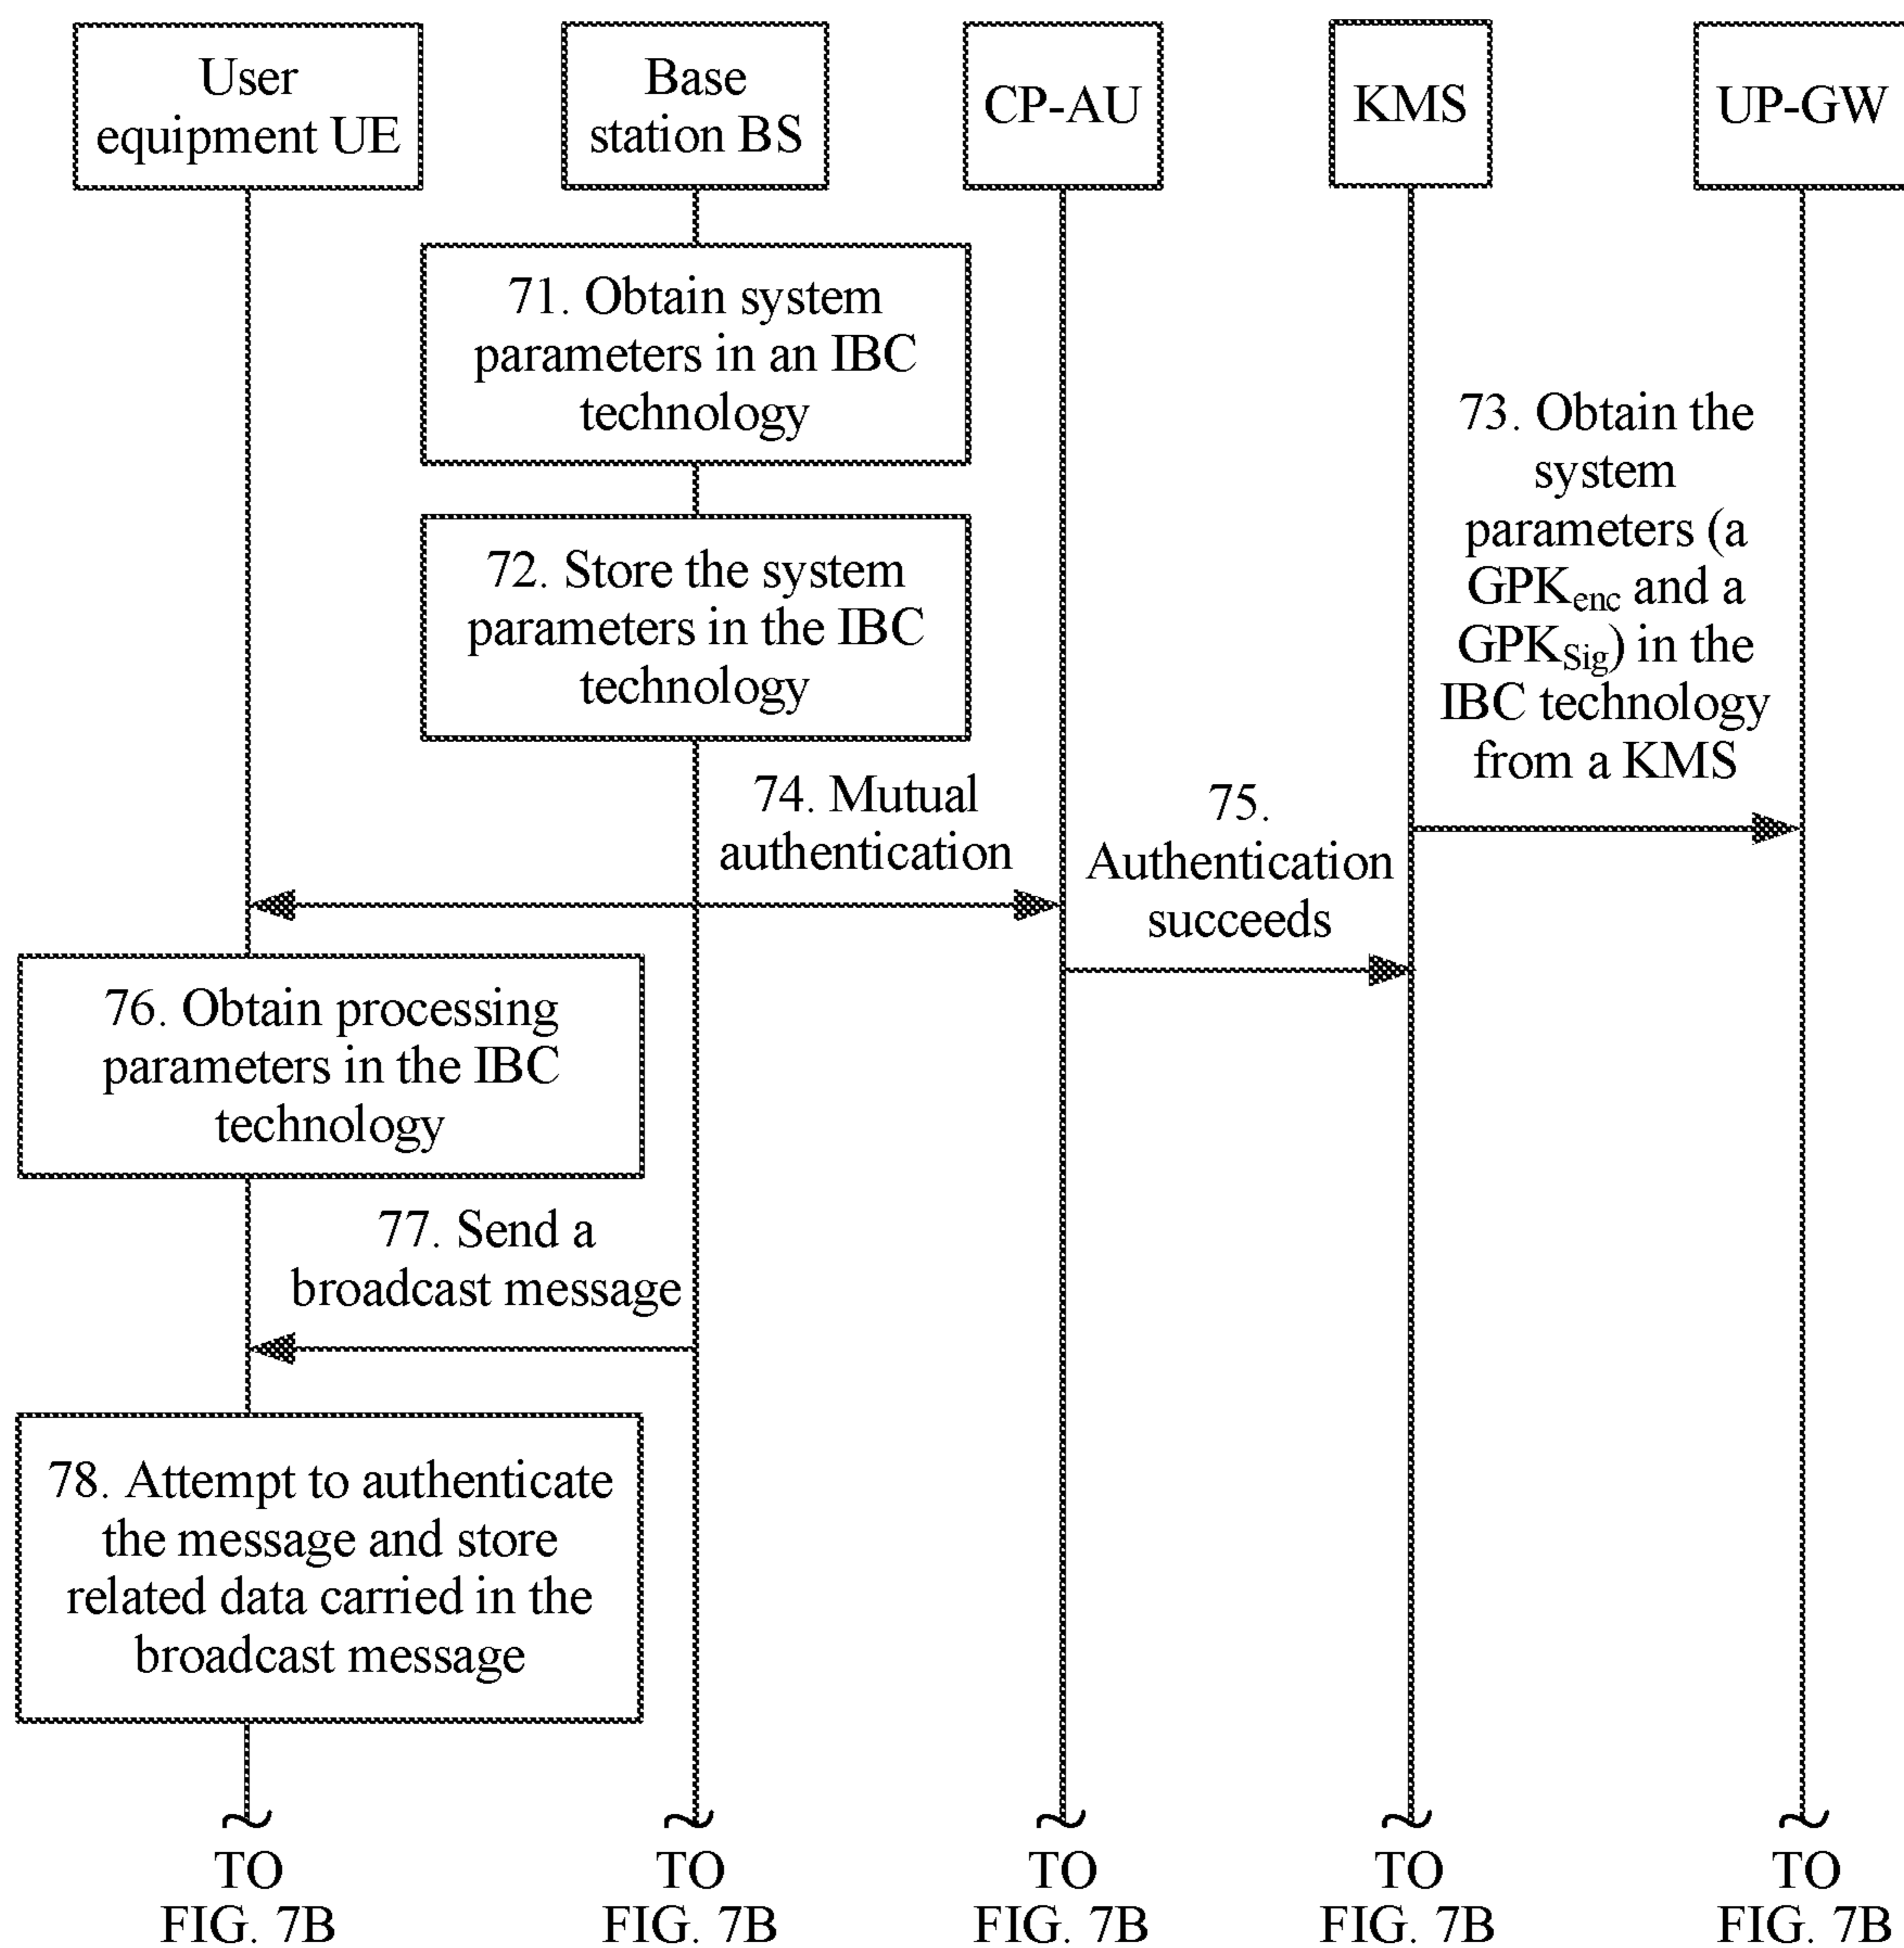 User
equipment UE
Base
station BS
CP-AU
KMS
UP-GW
71. Obtain system
parameters in an IBC
technology
72. Store the system
parameters in the IBC
technology
73. Obtain the
system
parameters (a
GPKenc and a
GPKSig) in the
IBC technology
from a KMS
74. Mutual
authentication
75.
Authentication
succeeds
76. Obtain processing
parameters in the IBC
technology
77. Send a
broadcast message
78. Attempt to authenticate
the message and store
related data carried in the
broadcast message
TO
FIG. 7B
TO
FIG. 7B
TO
FIG. 7B
TO
FIG. 7B
TO
FIG. 7B